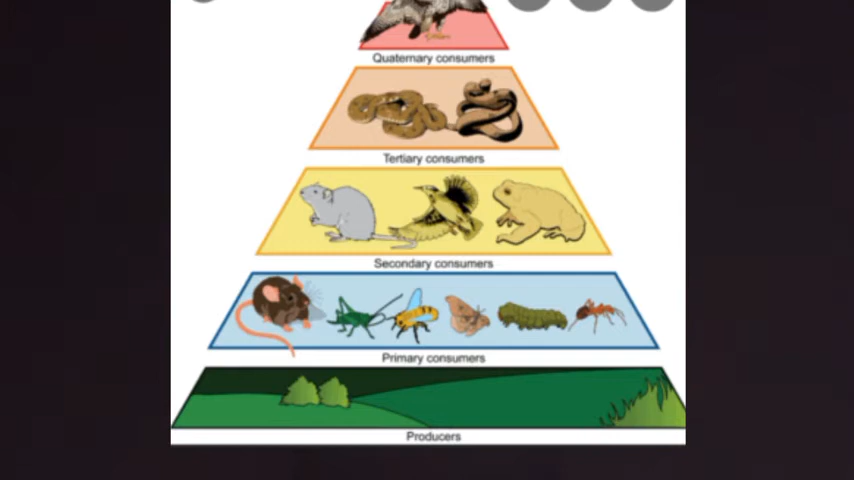 Quaternary consumers
Tertiary consumers
Secondary consumers
Primary consumers
Producers